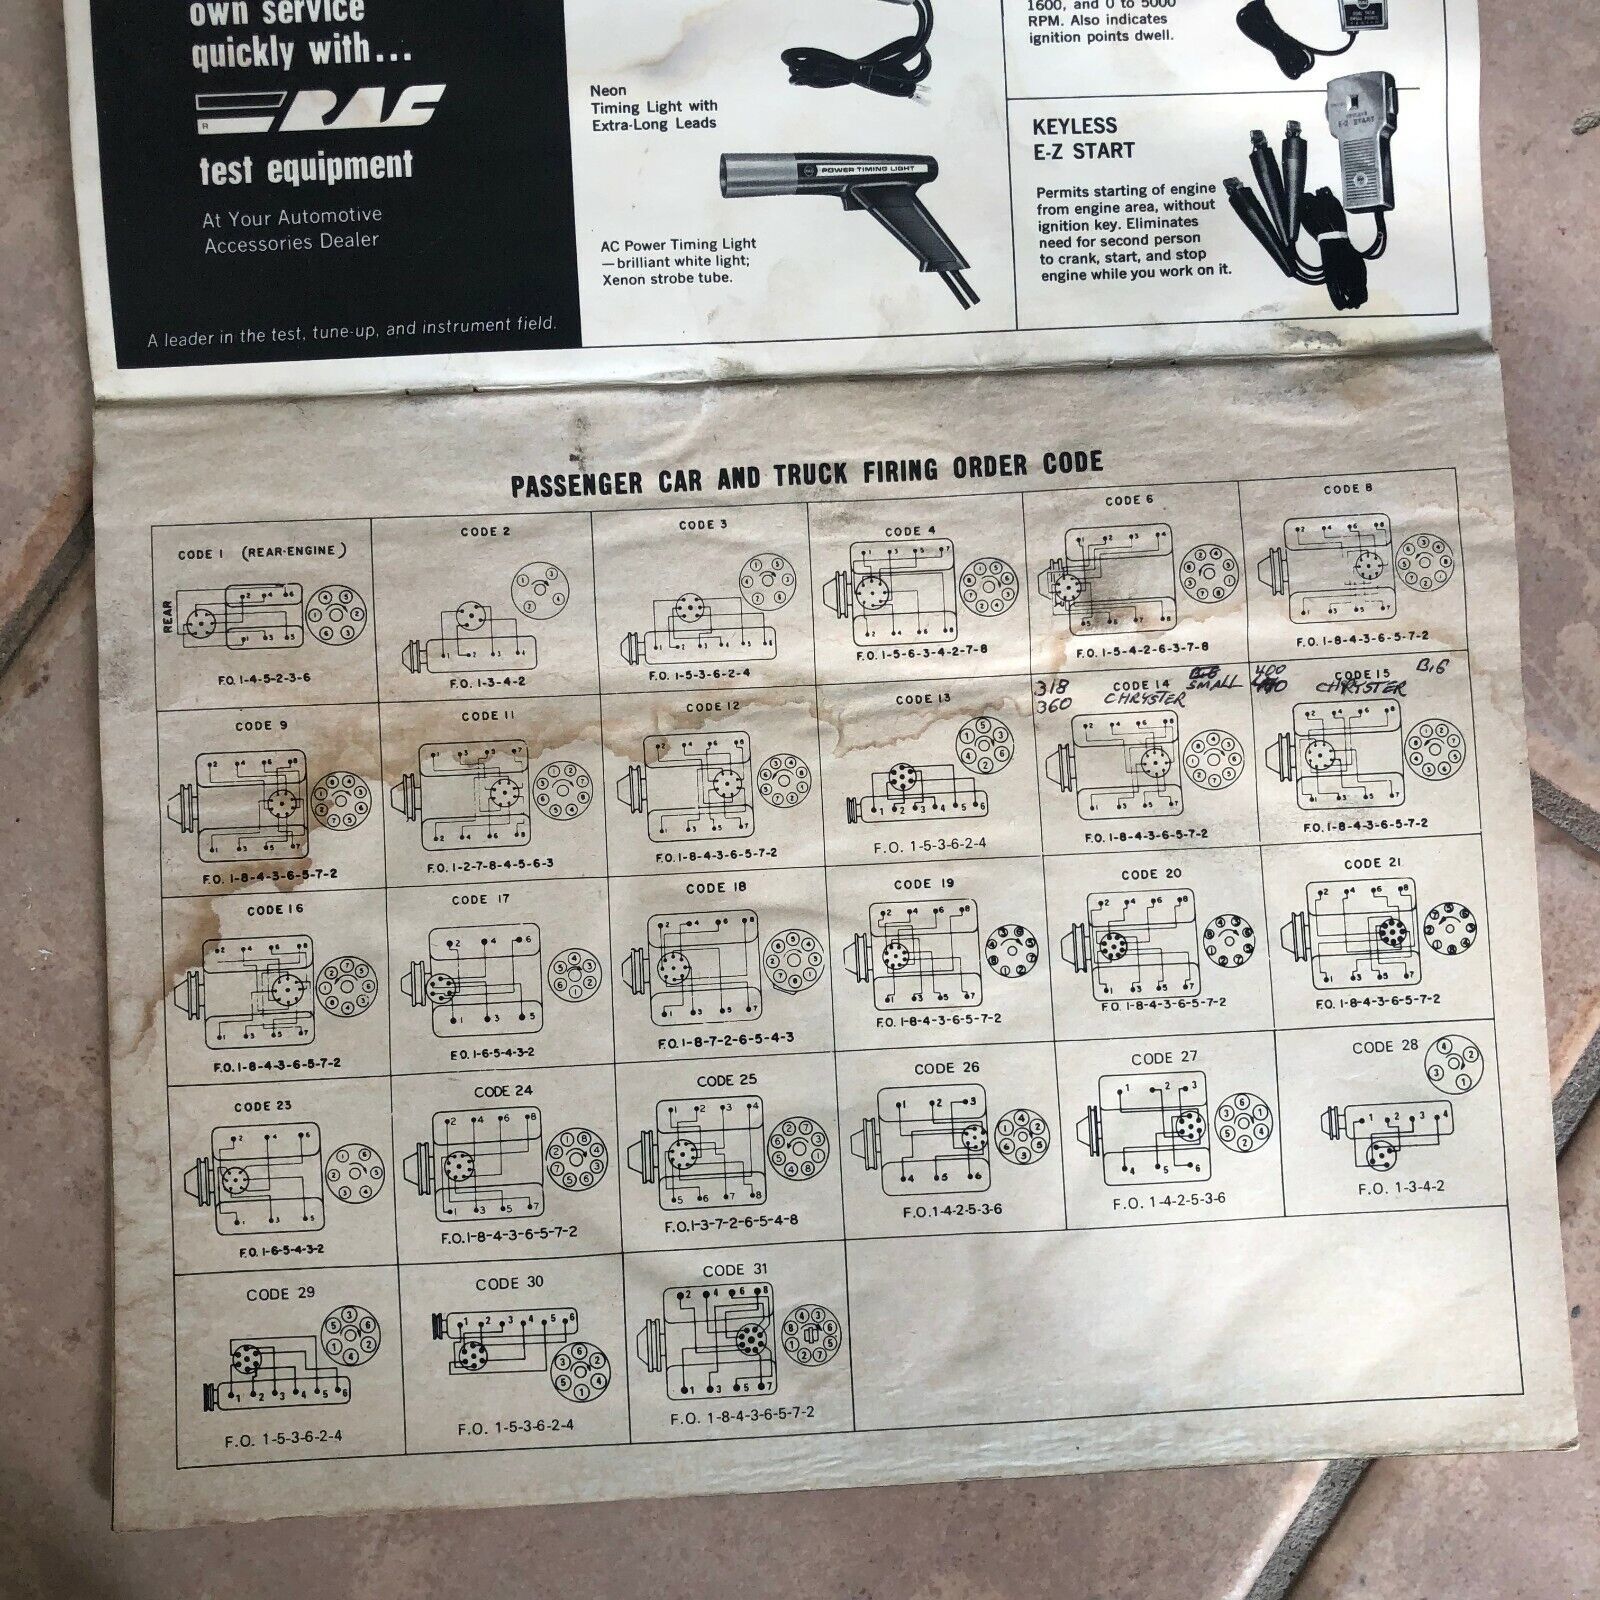 own service
quickly with...
R
RAC
test equipment
At Your Automotive
Accessories Dealer
A leader in the test, tune-up, and instrument field.
Neon
Timing Light with
Extra-Long Leads
POWER TIMING LIGHT
AC Power Timing Light
—brilliant white light;
Xenon strobe tube.
1600, and 0 to 5000
RPM. Also indicates
ignition points dwell.
KEYLESS
E-Z START
E-Z START
Permits starting of engine
from engine area, without
ignition key. Eliminates
need for second person
to crank, start, and stop
engine while you work on it.
PASSENGER CAR AND TRUCK FIRING ORDER CODE
CODE 1 (REAR-ENGINE)
REAR
F.O. 1-4-5-2-3-6
CODE 2
F.O. 1-3-4-2
CODE 3
F.O. 1-5-3-6-2-4
CODE 4
F.O. 1-5-6-3-4-2-7-8
CODE 6
F.O. 1-5-4-2-6-3-7-8
CODE 8
F.O. 1-8-4-3-6-5-7-2
CODE 9
F.O. 1-8-4-3-6-5-7-2
CODE 11
F.O. 1-2-7-8-4-5-6-3
CODE 12
F.O. 1-8-4-3-6-5-7-2
CODE 13
F.O. 1-5-3-6-2-4
318
360
CODE 14
SMALL
CHRYSTER
F.O. 1-8-4-3-6-5-7-2
400
CODE 15
BIG
CHRYSTER
F.O. 1-8-4-3-6-5-7-2
CODE 16
F.O. 1-8-4-3-6-5-7-2
CODE 17
F.O. 1-6-5-4-3-2
CODE 18
F.O. 1-8-7-2-6-5-4-3
CODE 19
F.O. 1-8-4-3-6-5-7-2
CODE 20
F.O. 1-8-4-3-6-5-7-2
CODE 21
F.O. 1-8-4-3-6-5-7-2
CODE 23
F.O. 1-6-5-4-3-2
CODE 24
F.O. 1-8-4-3-6-5-7-2
CODE 25
F.O. 1-3-7-2-6-5-4-8
CODE 26
F.O. 1-4-2-5-3-6
CODE 27
F.O. 1-4-2-5-3-6
CODE 28
F.O. 1-3-4-2
CODE 29
F.O. 1-5-3-6-2-4
CODE 30
F.O. 1-5-3-6-2-4
CODE 31
F.O. 1-8-4-3-6-5-7-2